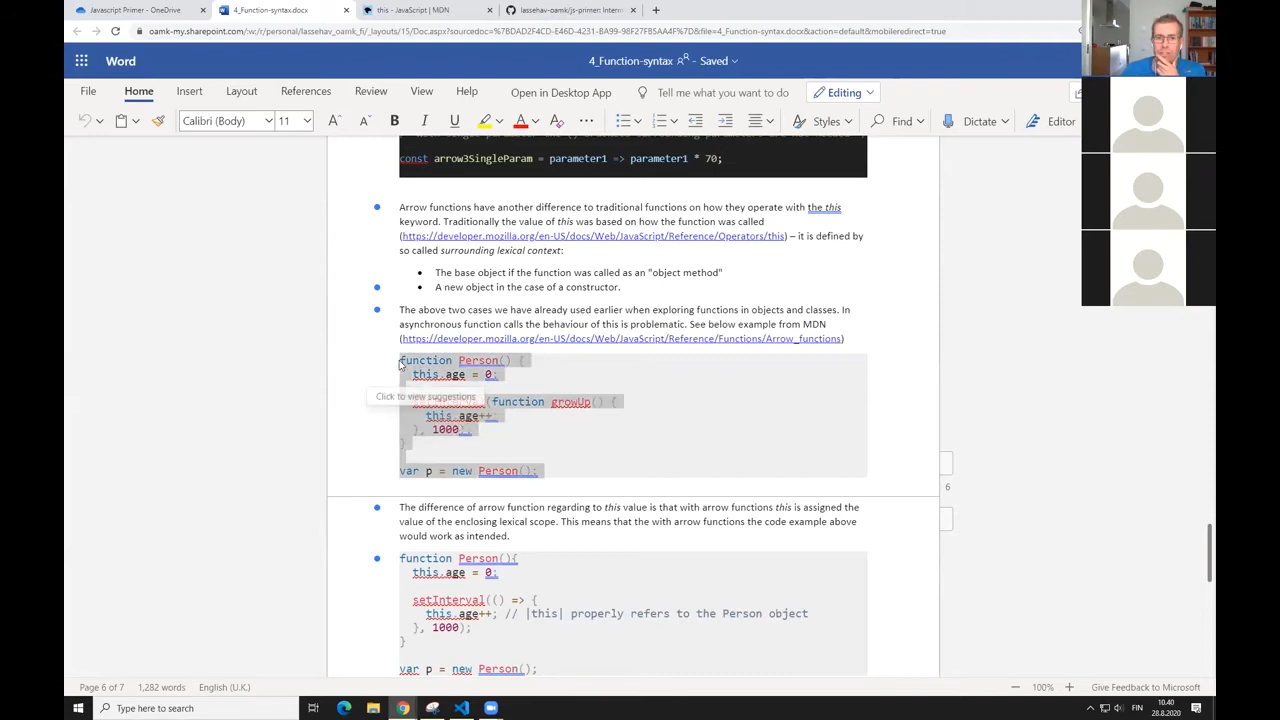 Javascript Primer - OneDrive
4_Function-syntax.docx
this - JavaScript | MDN
lassehav-oamk/js-primer: Interm
oamk-my.sharepoint.com/:w:/r/personal/lassehav_oamk_fi/_layouts/15/Doc.aspx?sourcedoc=%7BDAD2F4CD-E46D-4231-BA99-98F27FB5AA4F%7D&file=4_Function-syntax.docx&action=default&mobileredirect=true
Word
4_Function-syntax - Saved
File Home Insert Layout References Review View Help Open in Desktop App Tell me what you want to do Editing
Calibri (Body) 11 B I U A Styles Find Dictate Editor
const arrow3SingleParam = parameter1 => parameter1 * 70;
Arrow functions have another difference to traditional functions on how they operate with the this
keyword. Traditionally the value of this was based on how the function was called
(https://developer.mozilla.org/en-US/docs/Web/JavaScript/Reference/Operators/this) – it is defined by
so called surrounding lexical context:
The base object if the function was called as an "object method"
A new object in the case of a constructor.
The above two cases we have already used earlier when exploring functions in objects and classes. In
asynchronous function calls the behaviour of this is problematic. See below example from MDN
(https://developer.mozilla.org/en-US/docs/Web/JavaScript/Reference/Functions/Arrow_functions)
function Person() {
this.age = 0;
Click to view suggestions
(function growUp() {
this.age++;
}, 1000);
}
var p = new Person();
6
The difference of arrow function regarding to this value is that with arrow functions this is assigned the
value of the enclosing lexical scope. This means that the with arrow functions the code example above
would work as intended.
function Person(){
this.age = 0;
setInterval(() => {
this.age++; // |this| properly refers to the Person object
}, 1000);
}
var p = new Person();
Page 6 of 7 1,282 words English (U.K.) 100% Give Feedback to Microsoft
Type here to search
FIN
10.40
28.8.2020